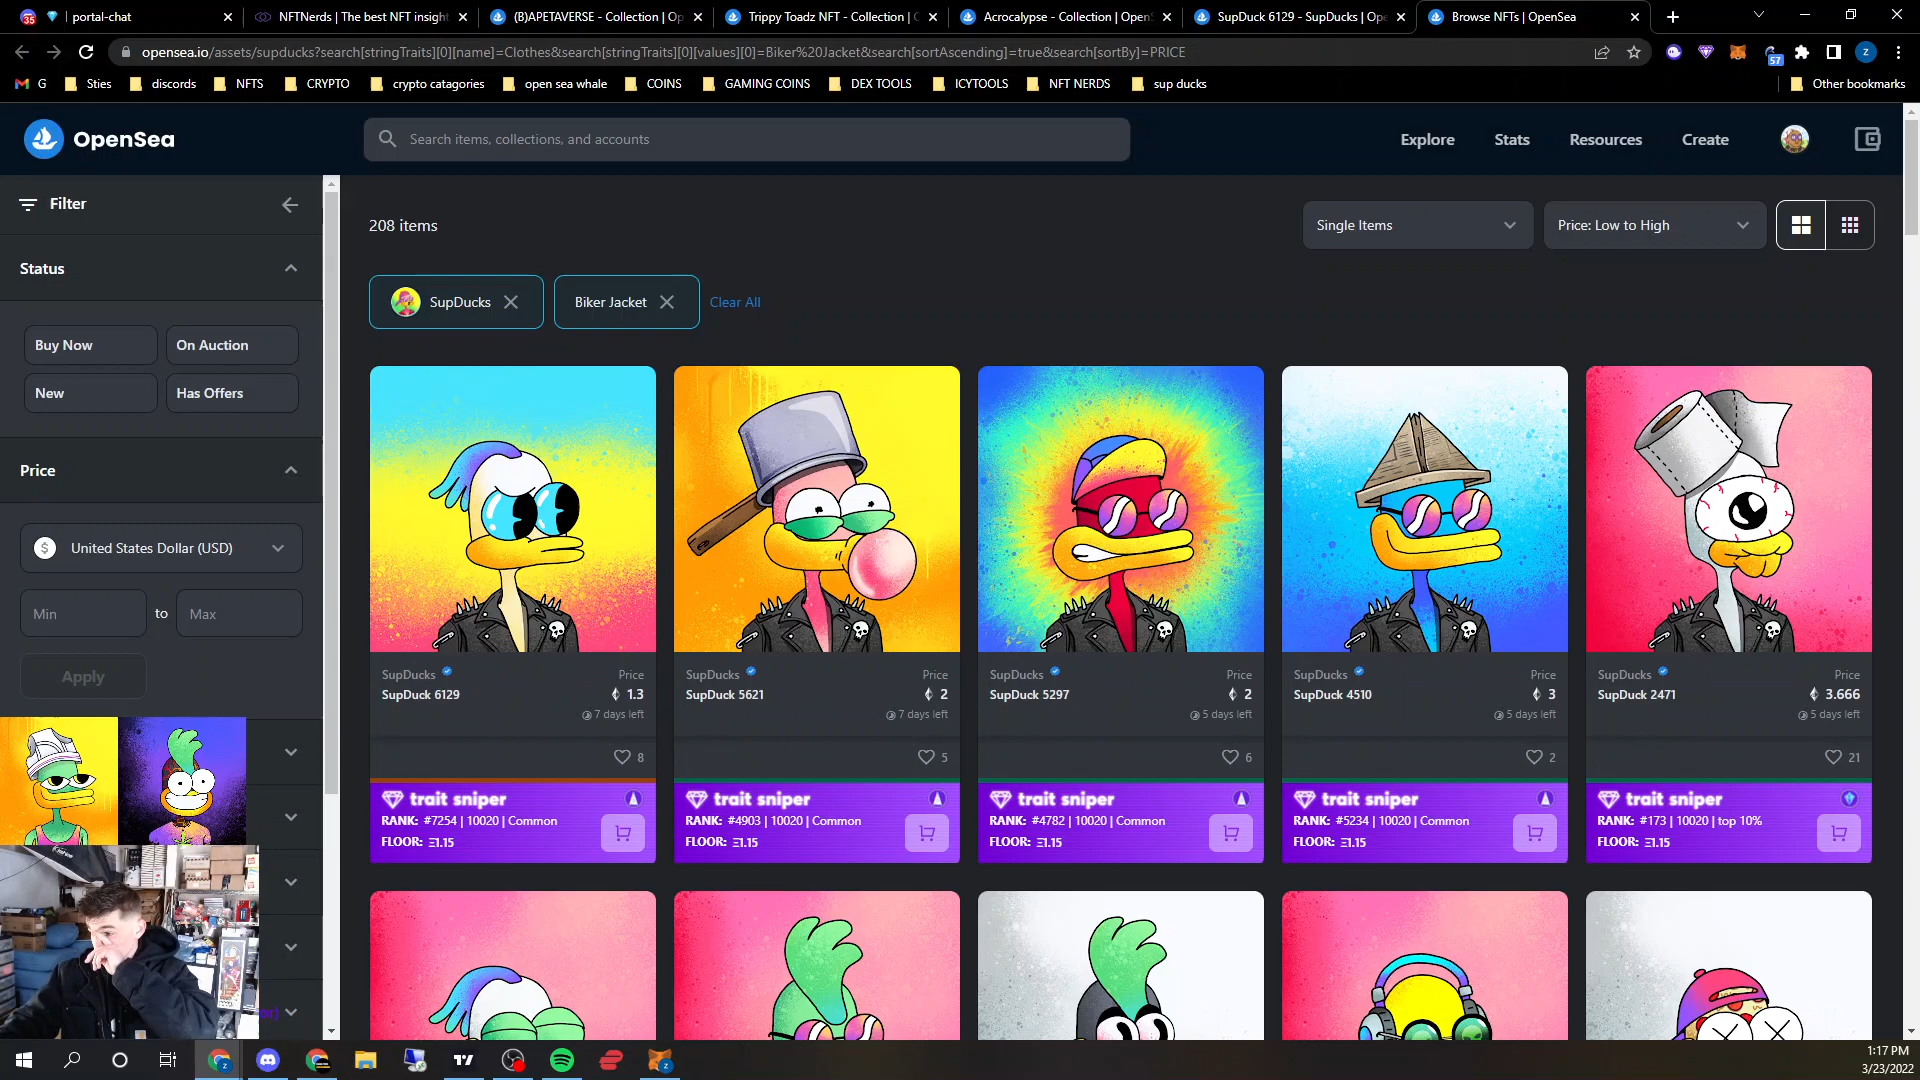 35 portal-chat
NFTNerds | The best NFT insight
(B)APETAVERSE - Collection | Op
Trippy Toadz NFT - Collection | O
Acrocalypse - Collection | OpenS
SupDuck 6129 - SupDucks | Ope
Browse NFTs | OpenSea
opensea.io/assets/supducks?search[stringTraits][0][name]=Clothes&search[stringTraits][0][values][0]=Biker%20Jacket&search[sortAscending]=true&search[sortBy]=PRICE
57
Z
G
Sties
discords
NFTS
CRYPTO
crypto catagories
open sea whale
COINS
GAMING COINS
DEX TOOLS
ICYTOOLS
NFT NERDS
sup ducks
Other bookmarks
OpenSea
Search items, collections, and accounts
Explore
Stats
Resources
Create
Filter
208 items
Single Items
Price: Low to High
Status
SupDucks
Biker Jacket
Clear All
Buy Now
On Auction
New
Has Offers
Price
$ United States Dollar (USD)
Min to Max
Apply
SupDucks Price
SupDuck 6129 1.3
7 days left
8
trait sniper
RANK: #7254 | 10020 | Common
FLOOR: Ξ1.15
SupDucks Price
SupDuck 5621 2
7 days left
5
trait sniper
RANK: #4903 | 10020 | Common
FLOOR: Ξ1.15
SupDucks Price
SupDuck 5297 2
5 days left
6
trait sniper
RANK: #4782 | 10020 | Common
FLOOR: Ξ1.15
SupDucks Price
SupDuck 4510 3
5 days left
2
trait sniper
RANK: #5234 | 10020 | Common
FLOOR: Ξ1.15
SupDucks Price
SupDuck 2471 3.666
5 days left
21
trait sniper
RANK: #173 | 10020 | top 10%
FLOOR: Ξ1.15
or)
1:17 PM
3/23/2022